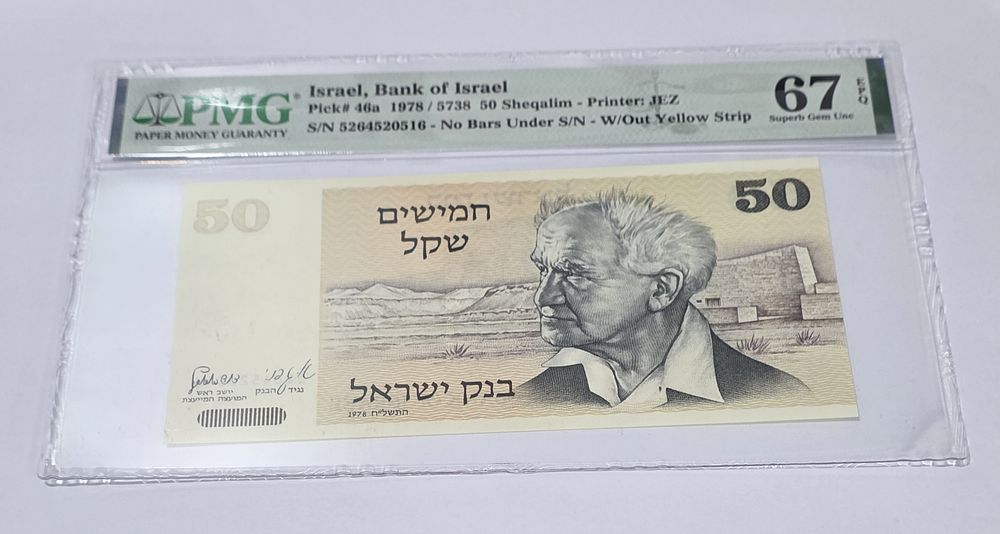 PMG®
PAPER MONEY GUARANTY
Israel, Bank of Israel
Pick# 46a 1978 / 5738 50 Sheqalim - Printer: JEZ
S/N 5264520516 - No Bars Under S/N - W/Out Yellow Strip
67
EPQ
Superb Gem Unc
50
חמישים
שקל
50
נגיד הבנק
יושב ראש
המועצה המייעצת
בנק ישראל
1978 התשל"ח